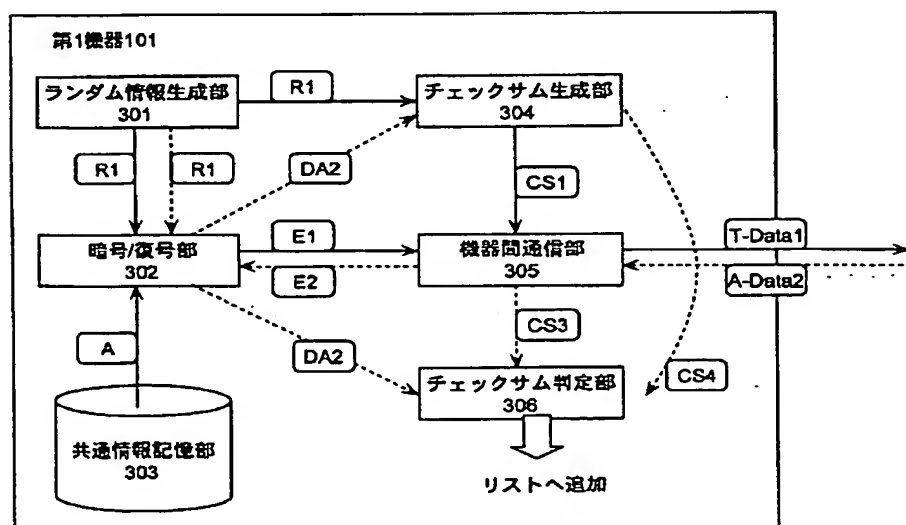 第1機器101
ランダム情報生成部
301
R1
チェックサム生成部
304
R1
R1
DA2
CS1
暗号/復号部
302
E1
E2
機器間通信部
305
T-Data1
A-Data2
A
DA2
CS3
CS4
チェックサム判定部
306
共通情報記憶部
303
リストへ追加